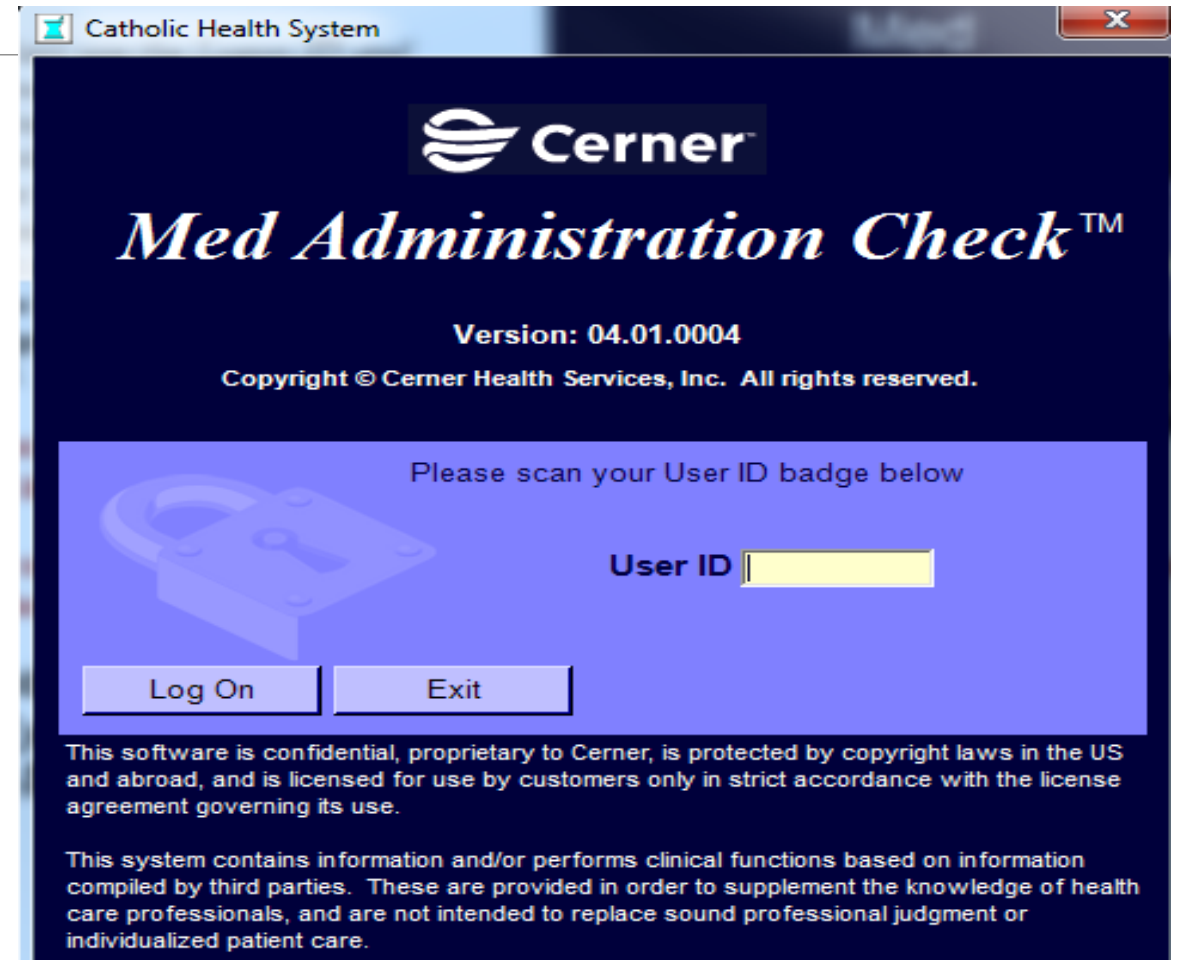 Catholic Health System
Med
Cerner™
Med Administration Check™
Version: 04.01.0004
Copyright © Cerner Health Services, Inc. All rights reserved.
Please scan your User ID badge below
User ID
Log On
Exit
This software is confidential, proprietary to Cerner, is protected by copyright laws in the US
and abroad, and is licensed for use by customers only in strict accordance with the license
agreement governing its use.
This system contains information and/or performs clinical functions based on information
compiled by third parties. These are provided in order to supplement the knowledge of health
care professionals, and are not intended to replace sound professional judgment or
individualized patient care.